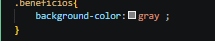 .beneficios{
background-color: gray ;
}